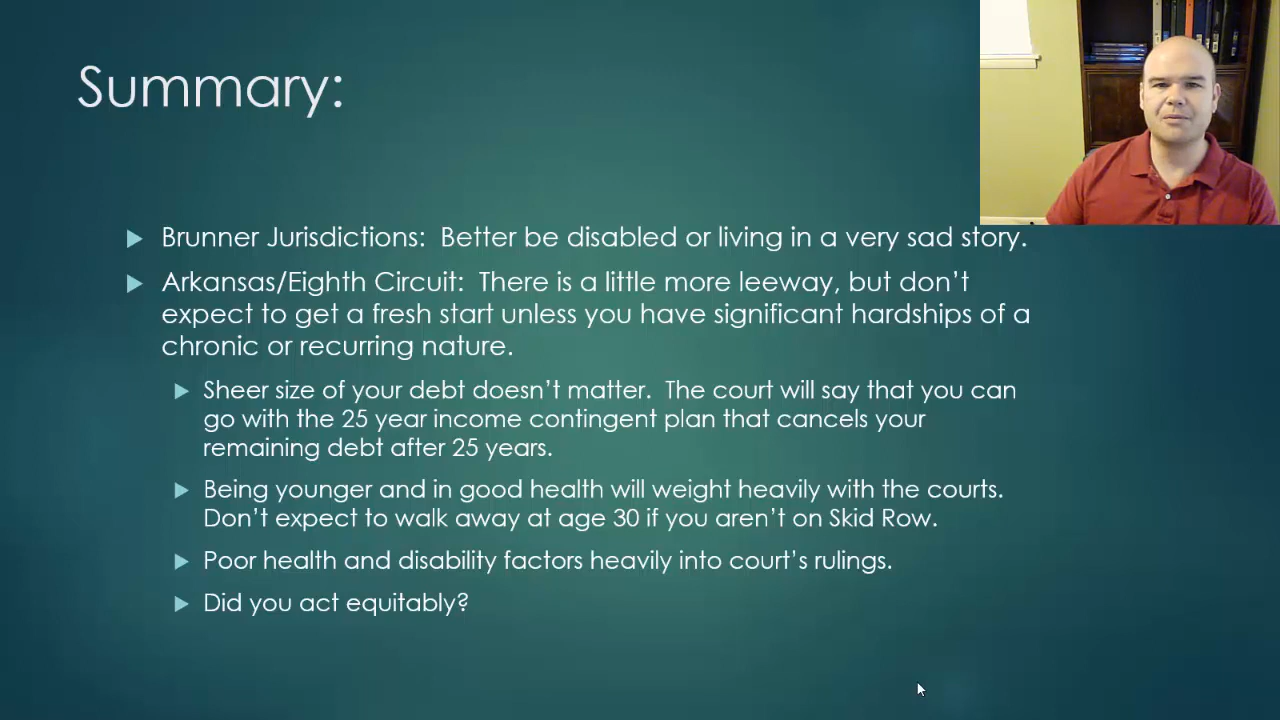 Summary:
Brunner Jurisdictions:  Better be disabled or living in a very sad story.
Arkansas/Eighth Circuit:  There is a little more leeway, but don't
expect to get a fresh start unless you have significant hardships of a
chronic or recurring nature.
Sheer size of your debt doesn't matter.  The court will say that you can
go with the 25 year income contingent plan that cancels your
remaining debt after 25 years.
Being younger and in good health will weight heavily with the courts.
Don't expect to walk away at age 30 if you aren't on Skid Row.
Poor health and disability factors heavily into court's rulings.
Did you act equitably?